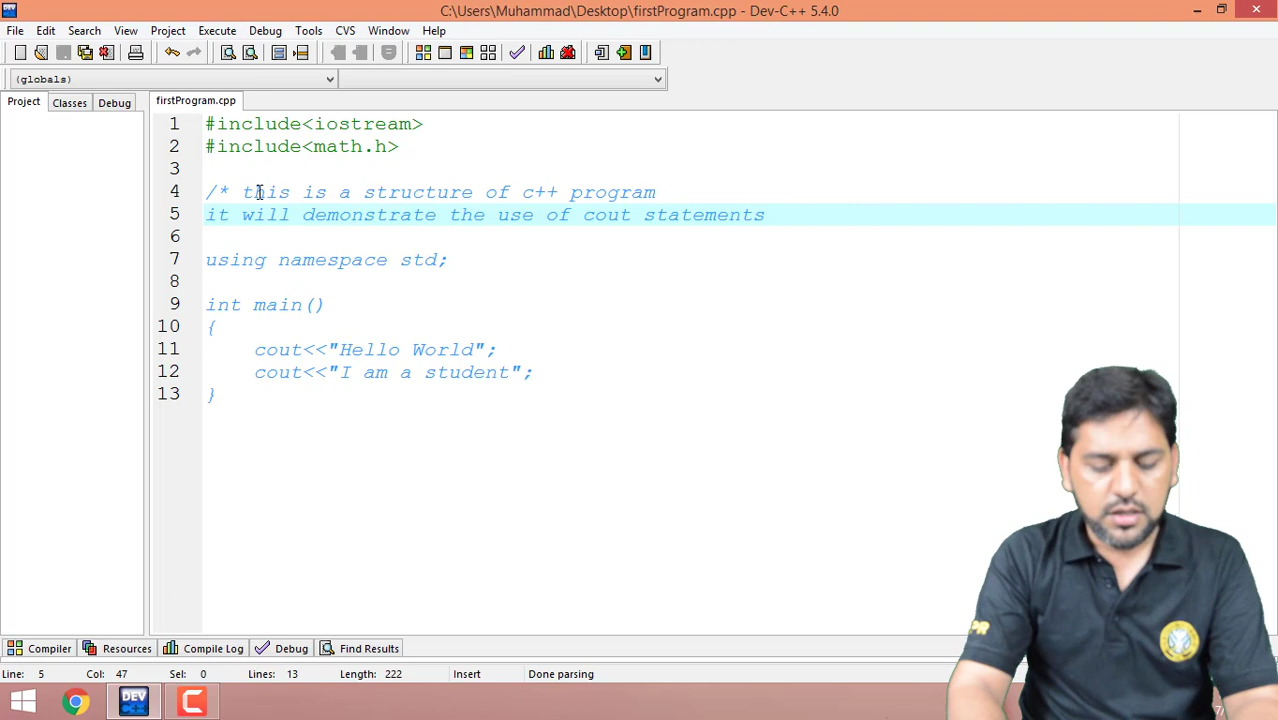 C:\Users\Muhammad\Desktop\firstProgram.cpp - Dev-C++ 5.4.0
File Edit Search View Project Execute Debug Tools CVS Window Help
(globals)
Project Classes Debug
firstProgram.cpp
1 #include<iostream>
2 #include<math.h>
3
4 /* this is a structure of c++ program
5 it will demonstrate the use of cout statements
6
7 using namespace std;
8
9 int main()
10 {
11 cout<<"Hello World";
12 cout<<"I am a student";
13 }
Compiler Resources Compile Log Debug Find Results
Line: 5 Col: 47 Sel: 0 Lines: 13 Length: 222 Insert Done parsing
DEV C++